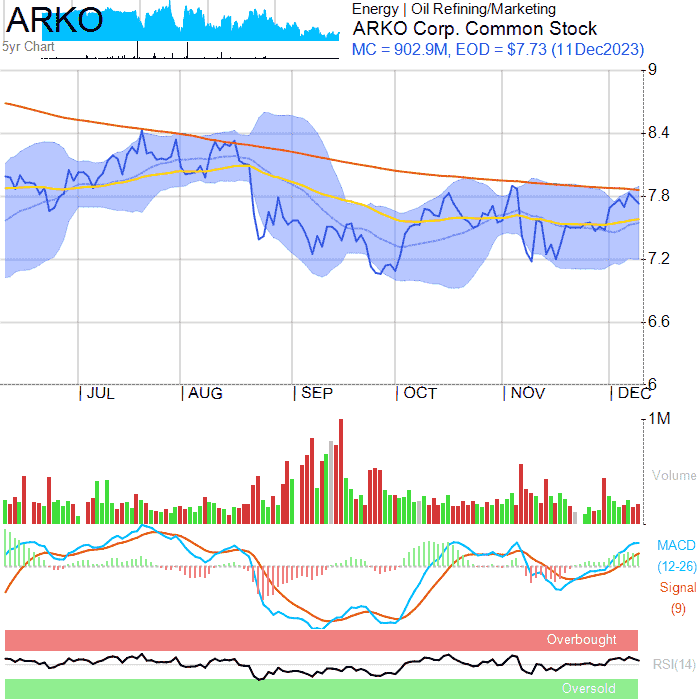 ARKO
5yr Chart
Energy | Oil Refining/Marketing
ARKO Corp. Common Stock
MC = 902.9M, EOD = $7.73 (11Dec2023)
9
8.4
7.8
7.2
6.6
6
JUL AUG SEP OCT NOV DEC
1M
Volume
MACD
(12-26)
Signal
(9)
Overbought
RSI(14)
Oversold